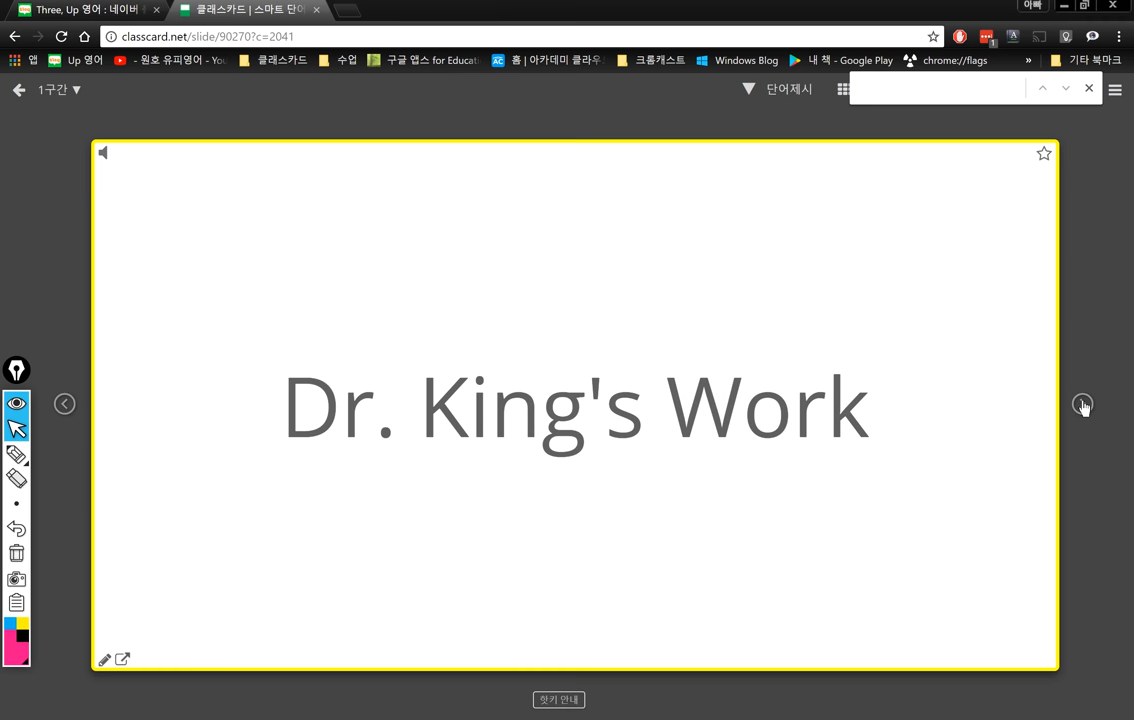 Three, Up 영어 : 네이버
클래스카드 | 스마트 단어
아빠
classcard.net/slide/90270?c=2041
앱
Up 영어
- 원호 유피영어 - You
클래스카드
수업
구글 앱스 for Educati
홈 | 아카데미 클라우
크롬캐스트
Windows Blog
내 책 - Google Play
chrome://flags
»
기타 북마크
1구간 ▼
▼ 단어제시
Dr. King's Work
핫키 안내